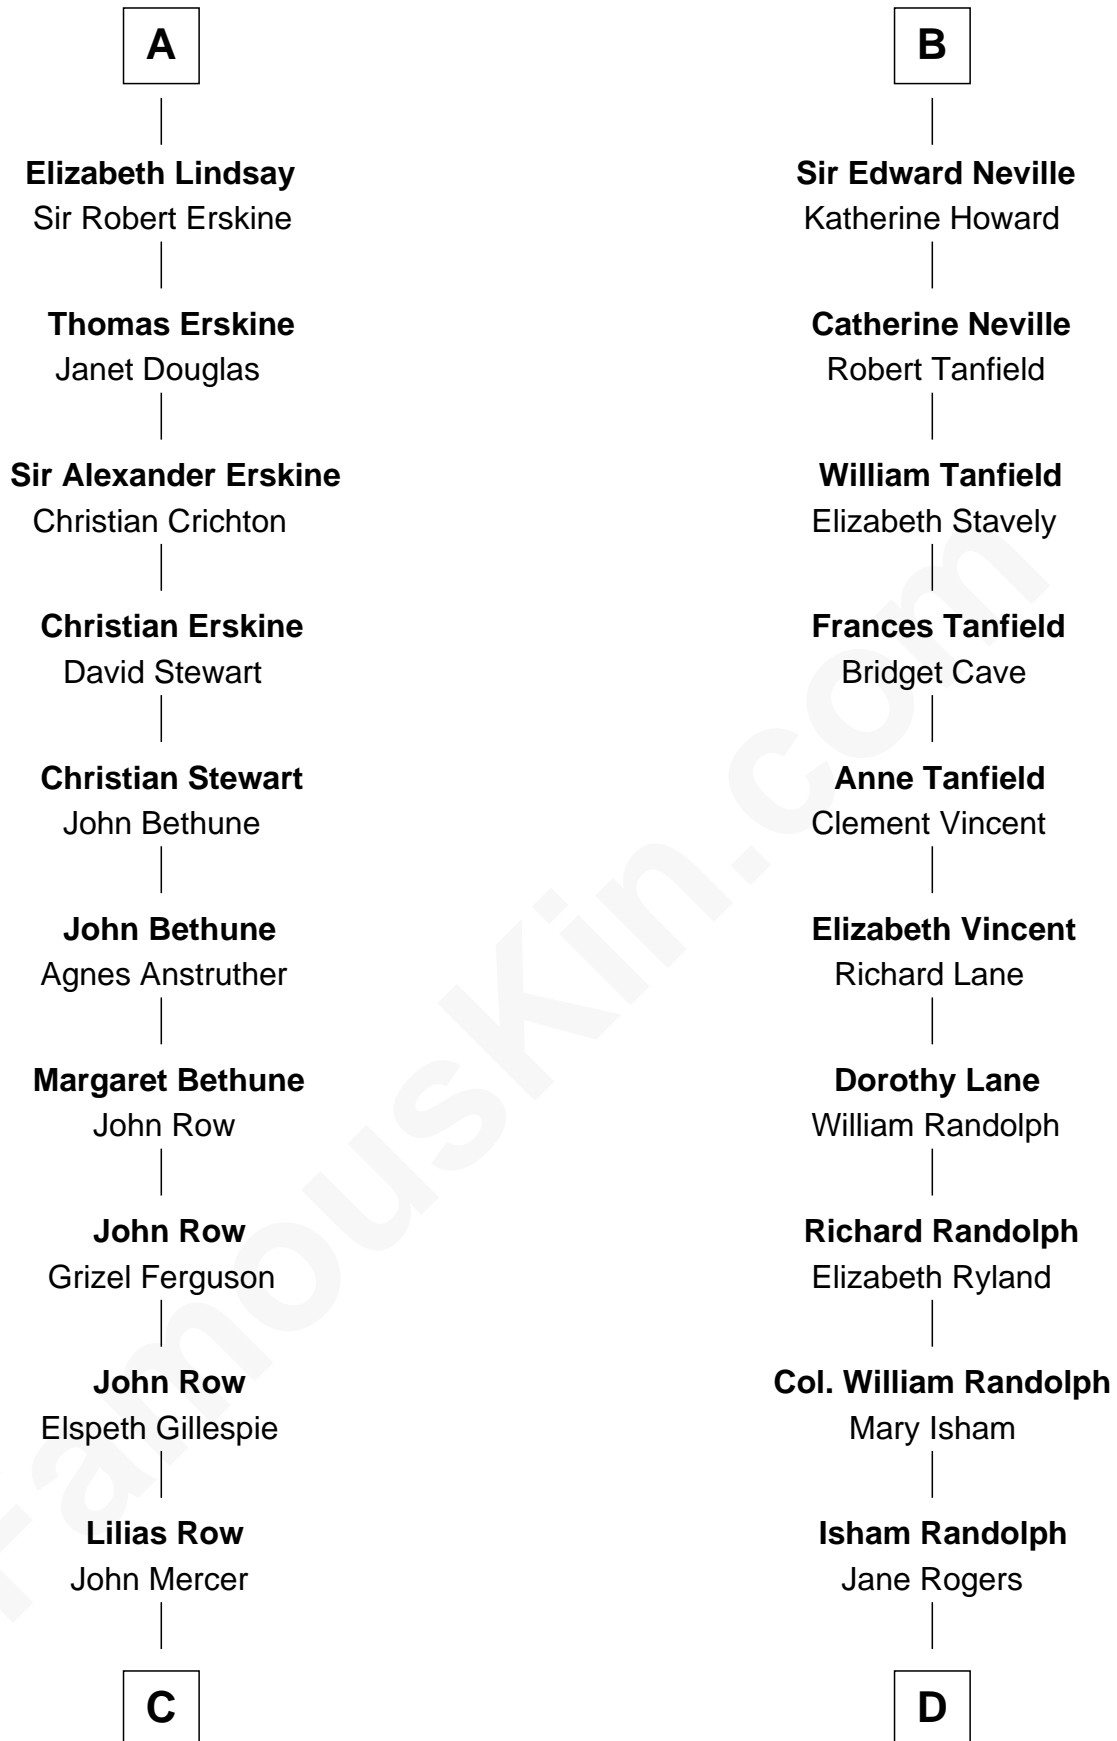 A
Elizabeth Lindsay
Sir Robert Erskine
Thomas Erskine
Janet Douglas
Sir Alexander Erskine
Christian Crichton
Christian Erskine
David Stewart
Christian Stewart
John Bethune
John Bethune
Agnes Anstruther
Margaret Bethune
John Row
John Row
Grizel Ferguson
John Row
Elspeth Gillespie
Lilias Row
John Mercer
C
B
Sir Edward Neville
Katherine Howard
Catherine Neville
Robert Tanfield
William Tanfield
Elizabeth Stavely
Frances Tanfield
Bridget Cave
Anne Tanfield
Clement Vincent
Elizabeth Vincent
Richard Lane
Dorothy Lane
William Randolph
Richard Randolph
Elizabeth Ryland
Col. William Randolph
Mary Isham
Isham Randolph
Jane Rogers
D
FamousKin.com